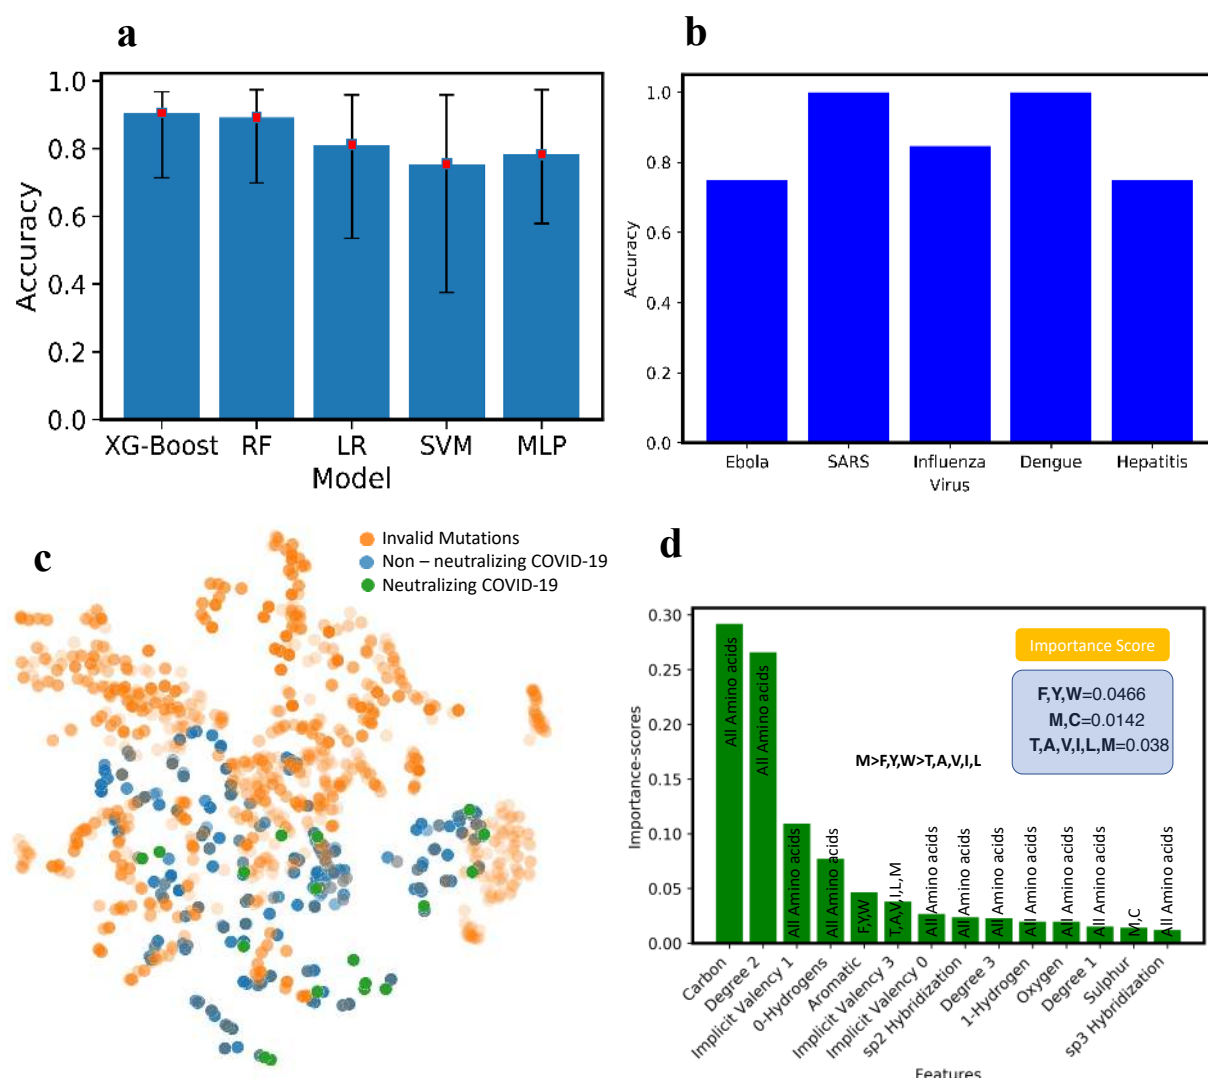 a
1.0
0.8
0.6
0.4
0.2
0.0
Accuracy
XG-Boost RF LR SVM MLP
Model
b
1.0
0.8
0.6
0.4
0.2
0.0
Accuracy
Ebola SARS Influenza Dengue Hepatitis
Virus
c
Invalid Mutations
Non – neutralizing COVID-19
Neutralizing COVID-19
d
0.30
0.25
0.20
0.15
0.10
0.05
0.00
Importance-scores
Importance Score
F,Y,W=0.0466
M,C=0.0142
T,A,V,I,L,M=0.038
M>F,Y,W>T,A,V,I,L
All Amino acids
All Amino acids
All Amino acids
All Amino acids
F,Y,W
T,A,V,I,L,M
All Amino acids
All Amino acids
All Amino acids
All Amino acids
All Amino acids
All Amino acids
M,C
All Amino acids
Carbon
Degree 2
Implicit Valency 1
0-Hydrogens
Aromatic
Implicit Valency 3
Implicit Valency 0
sp2 Hybridization
Degree 3
1-Hydrogen
Oxygen
Degree 1
Sulphur
sp3 Hybridization
Features